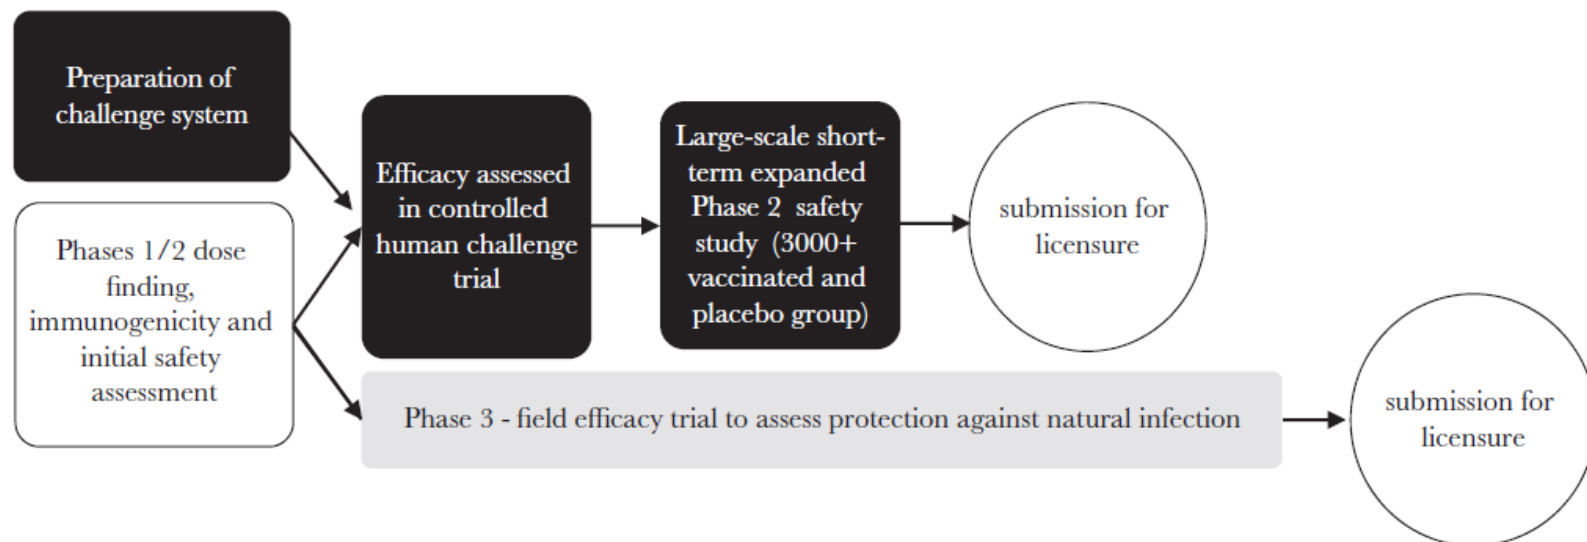 Preparation of
challenge system
Phases 1/2 dose
finding,
immunogenicity and
initial safety
assessment
Efficacy assessed
in controlled
human challenge
trial
Large-scale short-
term expanded
Phase 2 safety
study (3000+
vaccinated and
placebo group)
submission for
licensure
Phase 3 - field efficacy trial to assess protection against natural infection
submission for
licensure